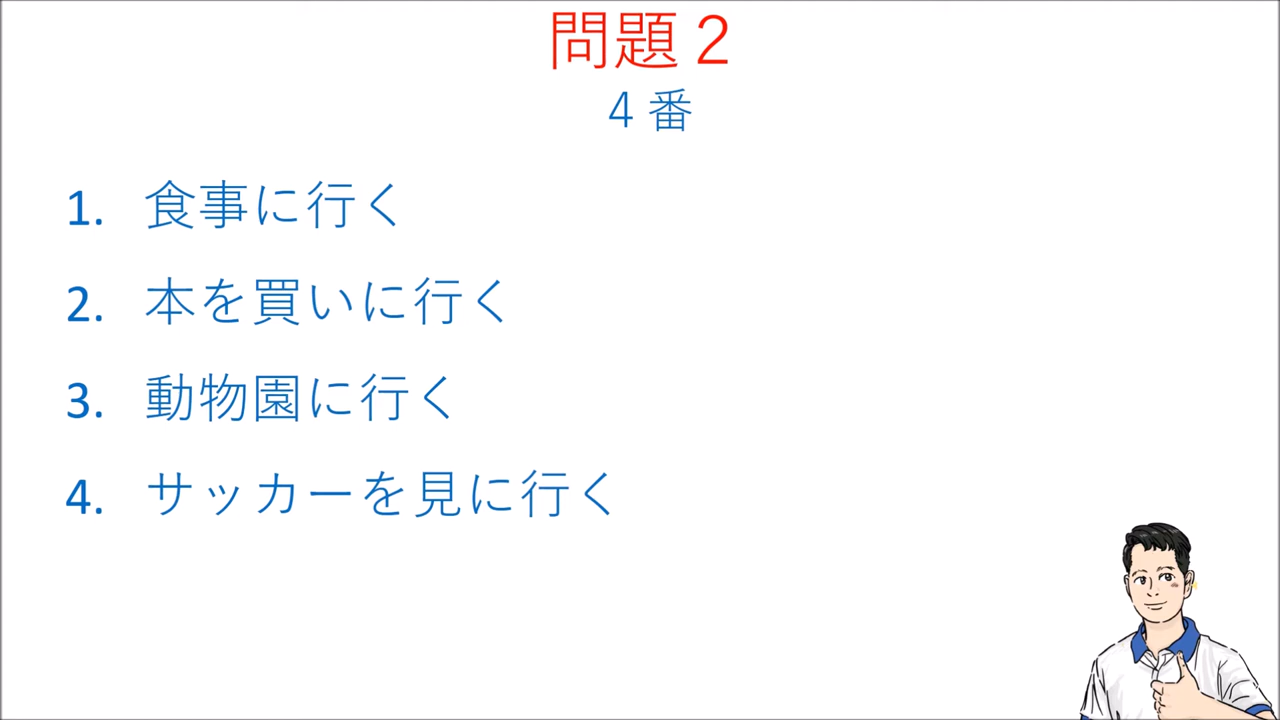 問題２
４番
1. 食事に行く
2. 本を買いに行く
3. 動物園に行く
4. サッカーを見に行く